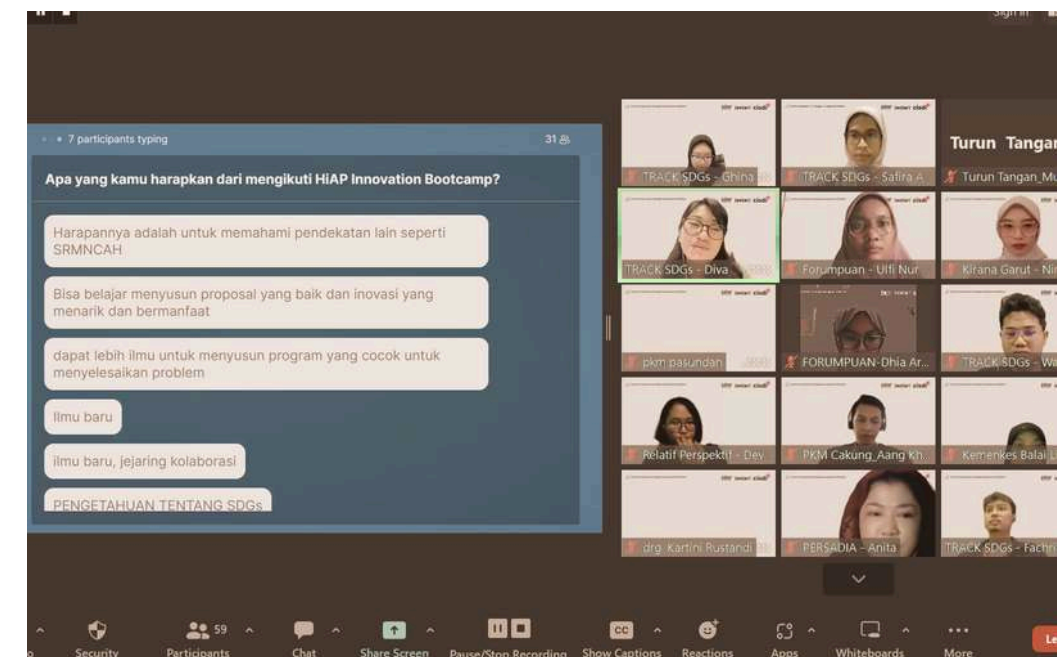 Sign in
7 participants typing
31
Apa yang kamu harapkan dari mengikuti HiAP Innovation Bootcamp?
Harapannya adalah untuk memahami pendekatan lain seperti
SRMNCAH
Bisa belajar menyusun proposal yang baik dan inovasi yang
menarik dan bermanfaat
dapat lebih ilmu untuk menyusun program yang cocok untuk
menyelesaikan problem
Ilmu baru
ilmu baru, jejaring kolaborasi
PENGETAHUAN TENTANG SDGs
TRACK SDGs - Ghina
TRACK SDGs - Safira A
Turun Tangan
Turun Tangan_Mu
TRACK SDGs - Diva
Forumpuan - Ulfi Nur
Kirana Garut - Nin
pkm pasundan
FORUMPUAN-Dhia Ar...
TRACK SDGs - Wa
Relatif Perspektif - Dev
PKM Cakung_Aang Kh
Kemenkes Balai L
drg. Kartini Rustandi
PERSADIA - Anita
TRACK SDGs - Fachri
Security
Participants
59
Chat
Share Screen
Pause/Stop Recording
CC
Show Captions
Reactions
Apps
Whiteboards
More
Le